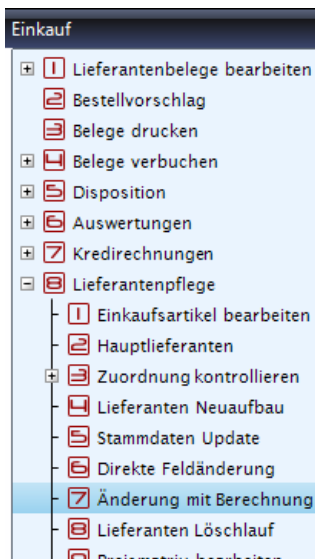 Einkauf
1 Lieferantenbelege bearbeiten
2 Bestellvorschlag
3 Belege drucken
4 Belege verbuchen
5 Disposition
6 Auswertungen
7 Kredirechnungen
8 Lieferantenpflege
1 Einkaufsartikel bearbeiten
2 Hauptlieferanten
3 Zuordnung kontrollieren
4 Lieferanten Neuaufbau
5 Stammdaten Update
6 Direkte Feldänderung
7 Änderung mit Berechnung
8 Lieferanten Löschlauf